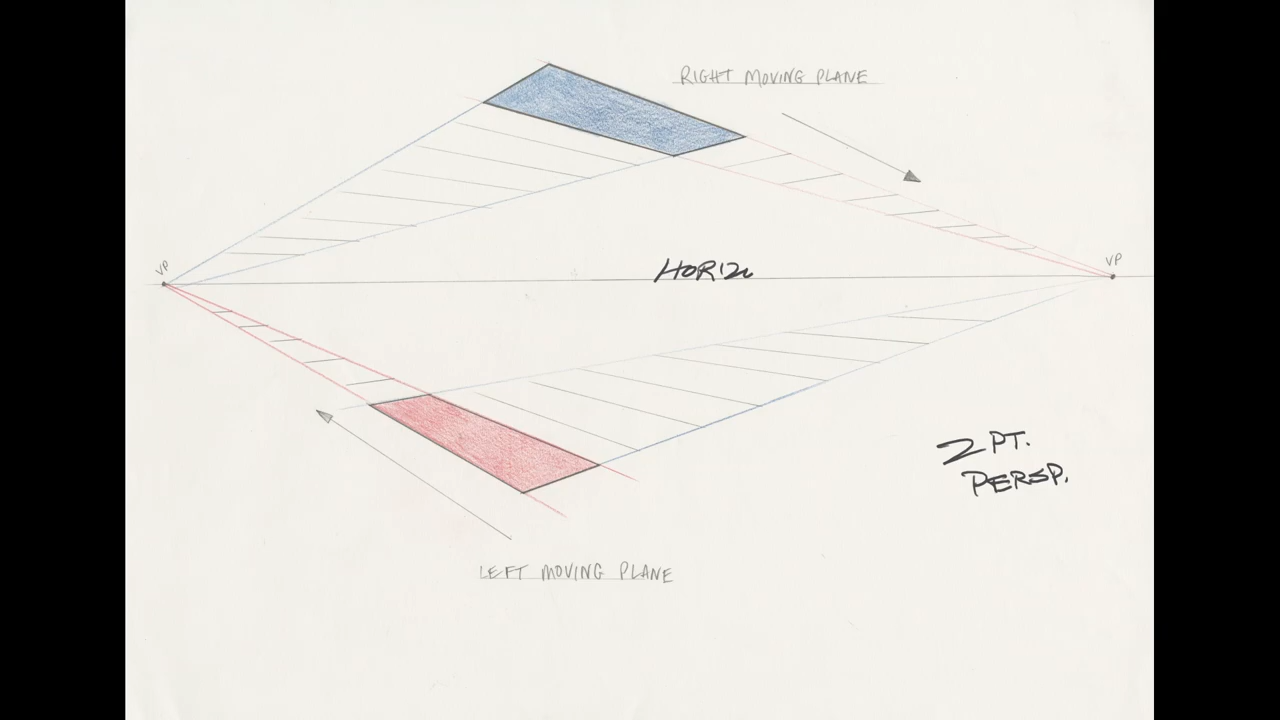 RIGHT MOVING PLANE
VP
HORIZ
VP
2 PT.
PERSP.
LEFT MOVING PLANE